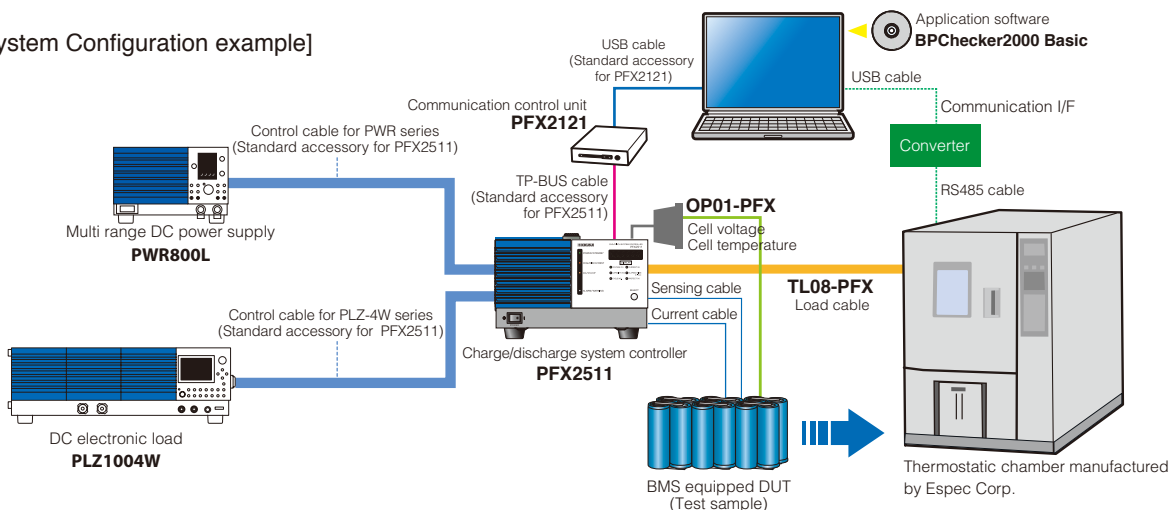 ystem Configuration example]
Application software
BPChecker2000 Basic
USB cable
(Standard accessory
for PFX2121)
USB cable
Communication I/F
Communication control unit
PFX2121
Converter
Control cable for PWR series
(Standard accessory for PFX2511)
TP-BUS cable
(Standard accessory
for PFX2511)
RS485 cable
OP01-PFX
Cell voltage
Cell temperature
Multi range DC power supply
PWR800L
TL08-PFX
Load cable
Sensing cable
Current cable
Control cable for PLZ-4W series
(Standard accessory for PFX2511)
Charge/discharge system controller
PFX2511
DC electronic load
PLZ1004W
BMS equipped DUT
(Test sample)
Thermostatic chamber manufactured
by Espec Corp.